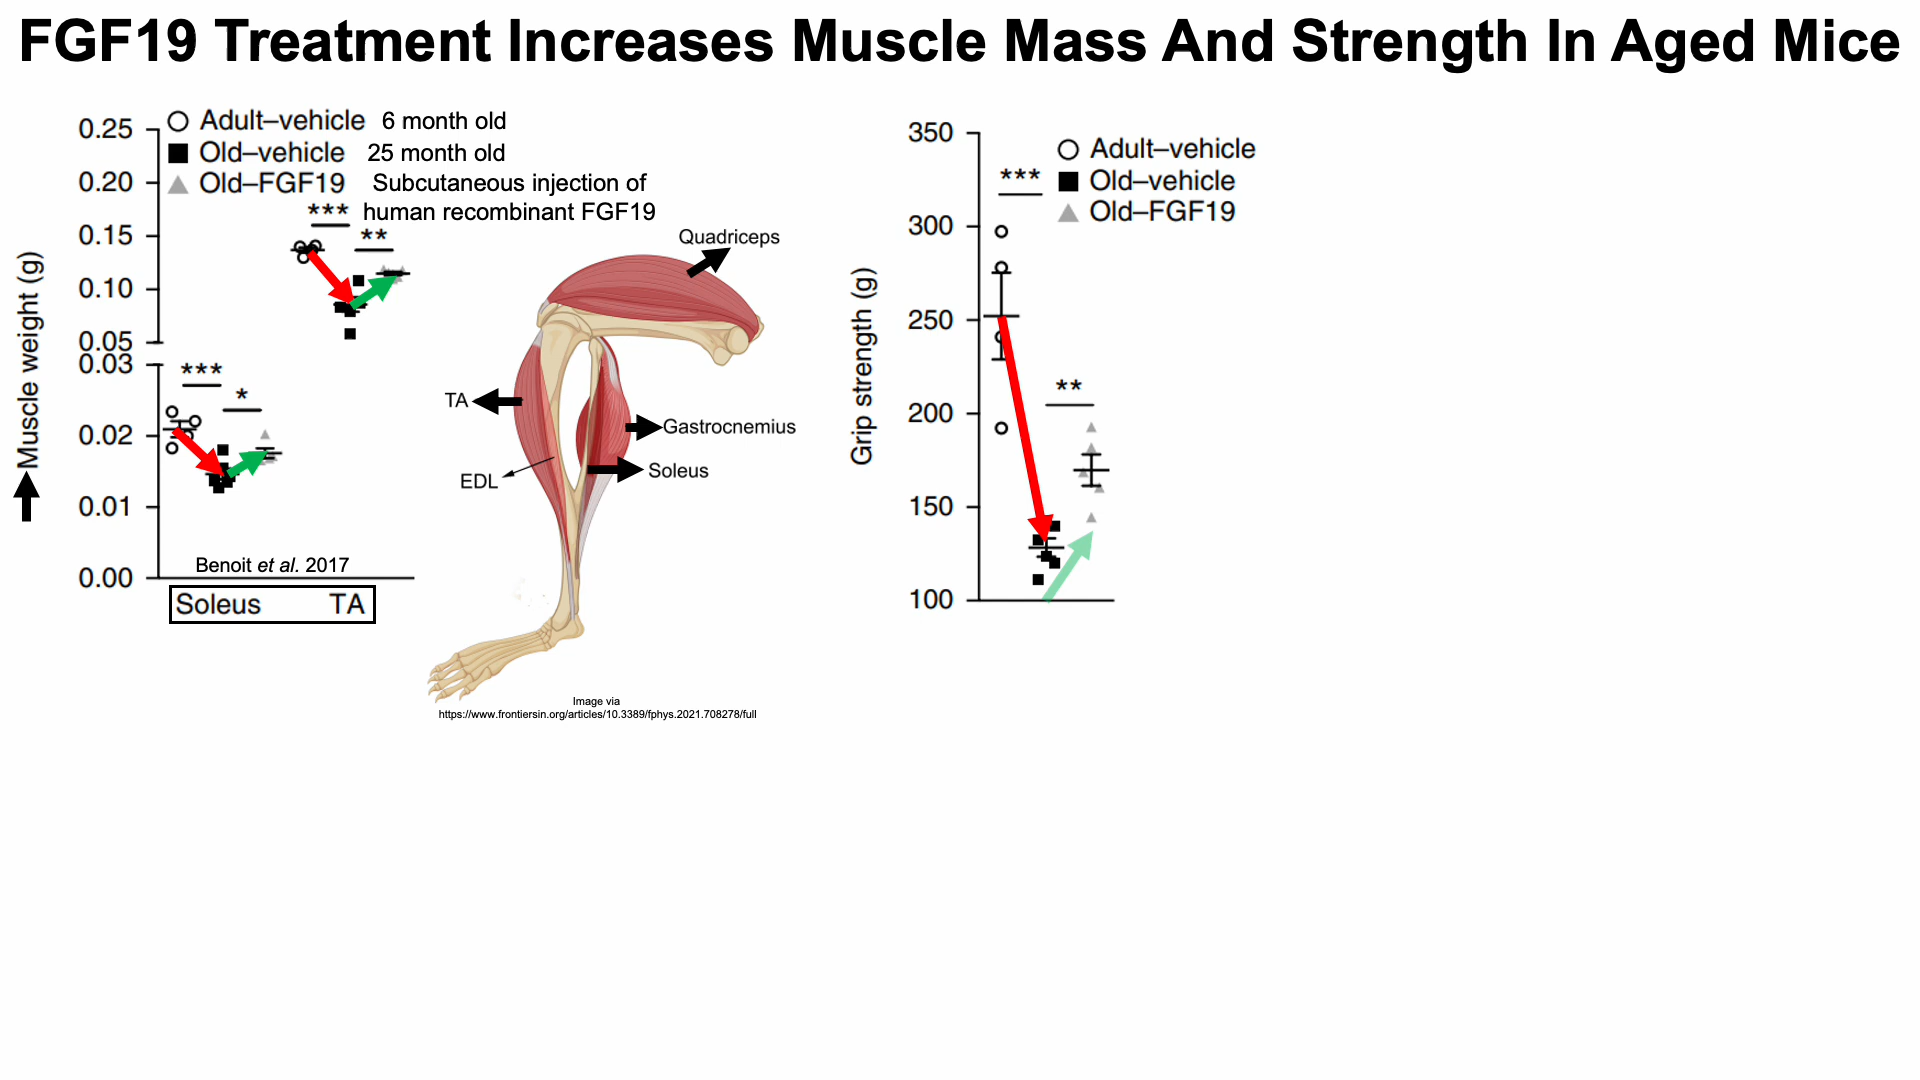 FGF19 Treatment Increases Muscle Mass And Strength In Aged Mice
Adult–vehicle 6 month old
Old–vehicle 25 month old
Old–FGF19 Subcutaneous injection of
human recombinant FGF19
Muscle weight (g)
0.25
0.20
0.15
0.10
0.05
0.03
0.02
0.01
0.00
***
**
***
*
Benoit et al. 2017
Soleus TA
Quadriceps
TA
Gastrocnemius
Soleus
EDL
Image via
https://www.frontiersin.org/articles/10.3389/fphys.2021.708278/full
Grip strength (g)
350
300
250
200
150
100
Adult–vehicle
Old–vehicle
Old–FGF19
***
**